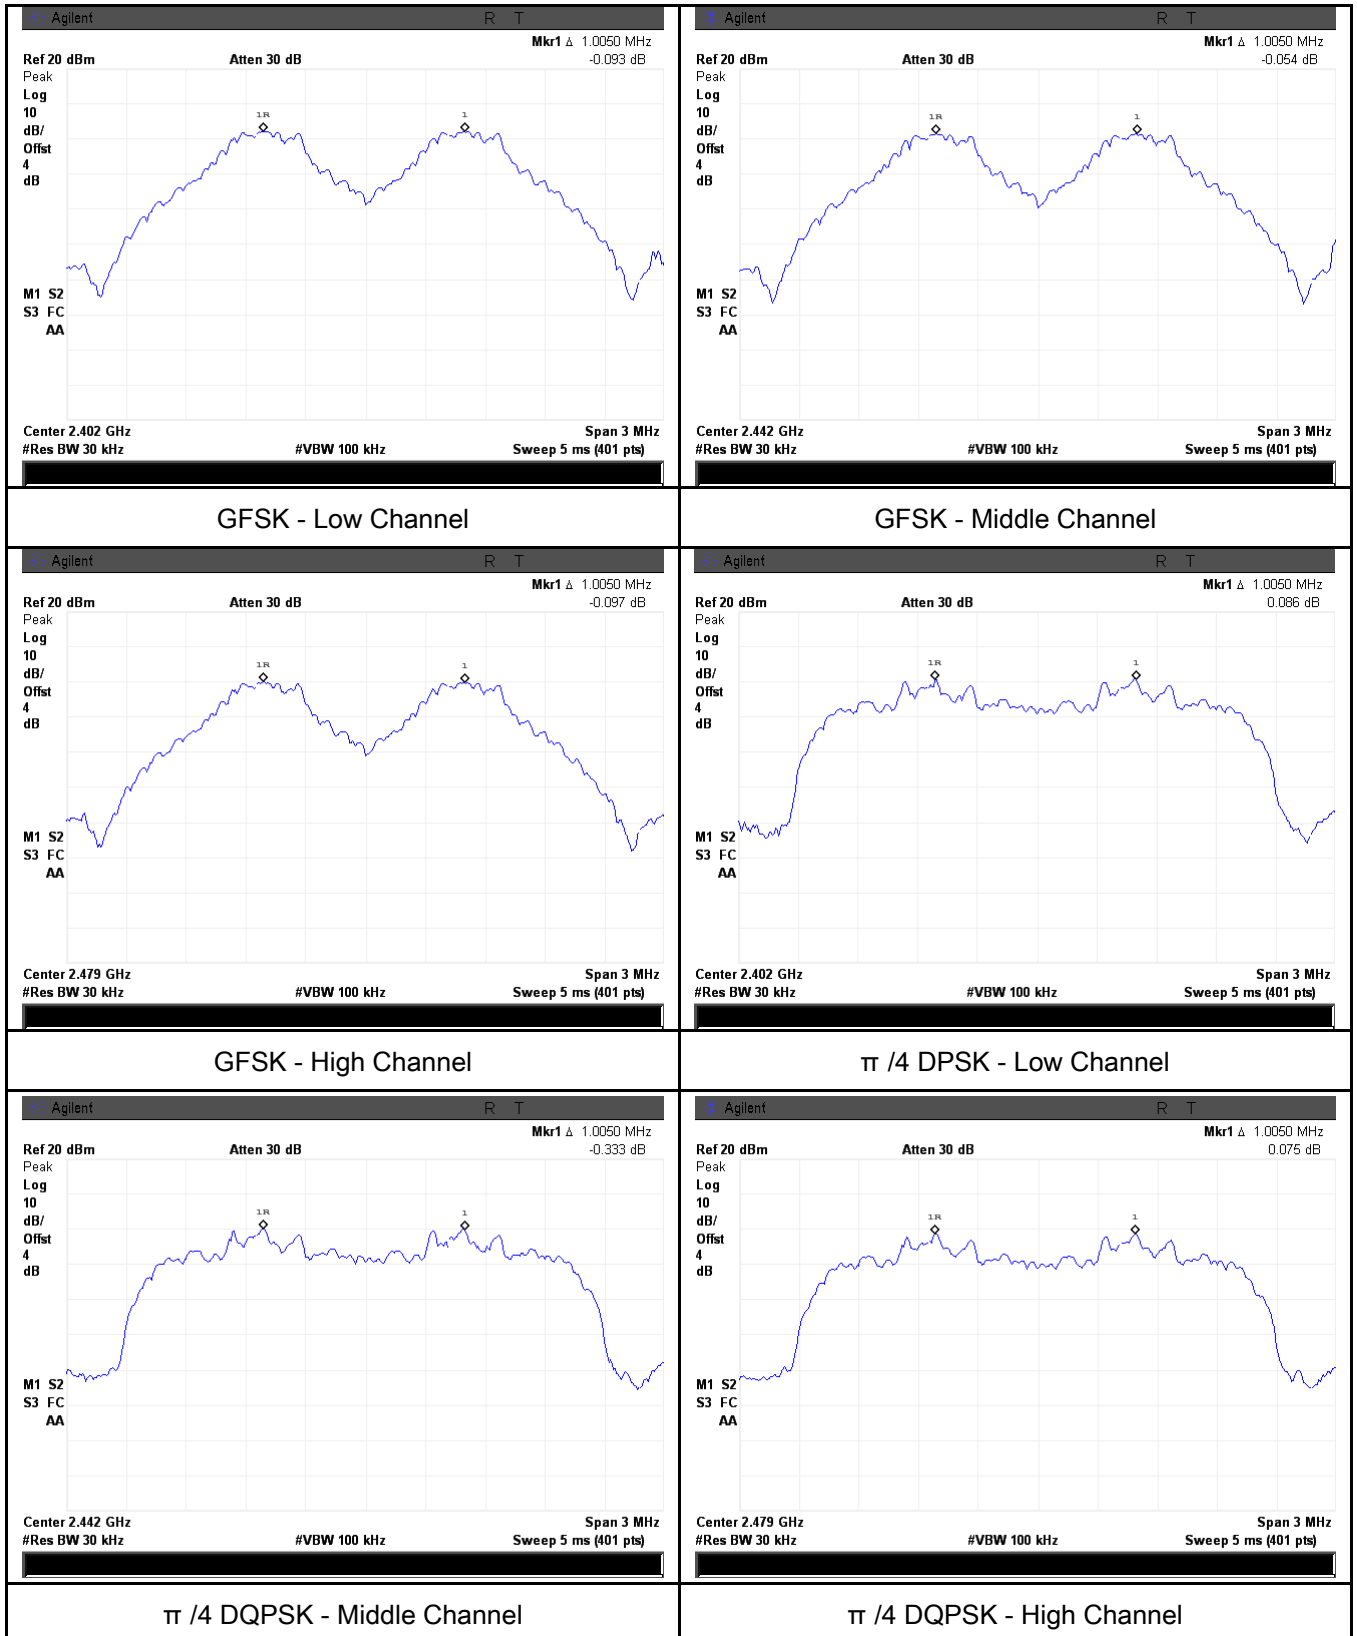 Agilent R T
Mkr1 Δ 1.0050 MHz
Ref 20 dBm Atten 30 dB -0.093 dB
Peak
Log
10
dB/
Offst
4
dB
1R 1
M1 S2
S3 FC
AA
Center 2.402 GHz Span 3 MHz
#Res BW 30 kHz #VBW 100 kHz Sweep 5 ms (401 pts)
GFSK - Low Channel
Agilent R T
Mkr1 Δ 1.0050 MHz
Ref 20 dBm Atten 30 dB -0.054 dB
Peak
Log
10
dB/
Offst
4
dB
1R 1
M1 S2
S3 FC
AA
Center 2.442 GHz Span 3 MHz
#Res BW 30 kHz #VBW 100 kHz Sweep 5 ms (401 pts)
GFSK - Middle Channel
Agilent R T
Mkr1 Δ 1.0050 MHz
Ref 20 dBm Atten 30 dB -0.097 dB
Peak
Log
10
dB/
Offst
4
dB
1R 1
M1 S2
S3 FC
AA
Center 2.479 GHz Span 3 MHz
#Res BW 30 kHz #VBW 100 kHz Sweep 5 ms (401 pts)
GFSK - High Channel
Agilent R T
Mkr1 Δ 1.0050 MHz
Ref 20 dBm Atten 30 dB 0.086 dB
Peak
Log
10
dB/
Offst
4
dB
1R 1
M1 S2
S3 FC
AA
Center 2.402 GHz Span 3 MHz
#Res BW 30 kHz #VBW 100 kHz Sweep 5 ms (401 pts)
π /4 DPSK - Low Channel
Agilent R T
Mkr1 Δ 1.0050 MHz
Ref 20 dBm Atten 30 dB -0.333 dB
Peak
Log
10
dB/
Offst
4
dB
1R 1
M1 S2
S3 FC
AA
Center 2.442 GHz Span 3 MHz
#Res BW 30 kHz #VBW 100 kHz Sweep 5 ms (401 pts)
π /4 DQPSK - Middle Channel
Agilent R T
Mkr1 Δ 1.0050 MHz
Ref 20 dBm Atten 30 dB 0.075 dB
Peak
Log
10
dB/
Offst
4
dB
1R 1
M1 S2
S3 FC
AA
Center 2.479 GHz Span 3 MHz
#Res BW 30 kHz #VBW 100 kHz Sweep 5 ms (401 pts)
π /4 DQPSK - High Channel